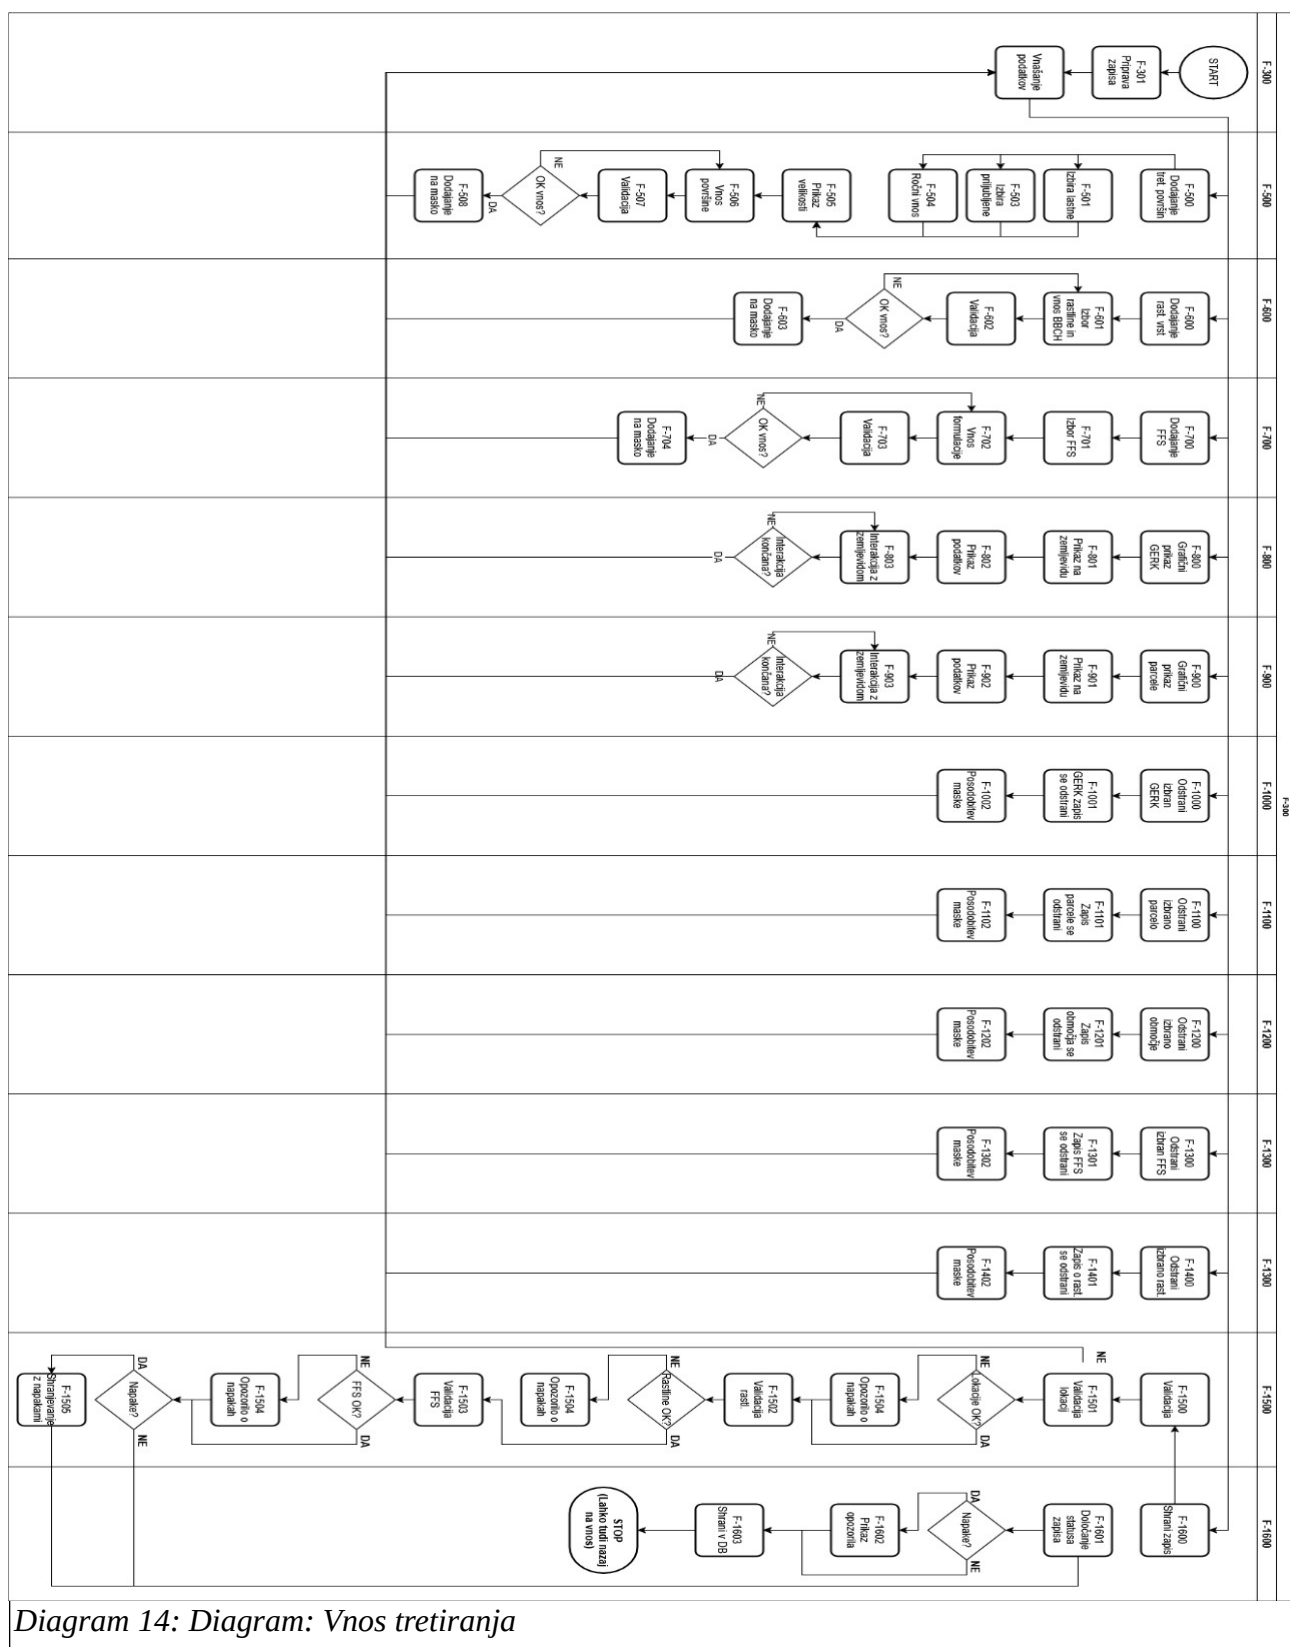 F-300
F-300
START
F-301
Priprava
zapisa
Vnašanje
podatkov
F-500
F-500
Dodajanje
tret. površin
F-501
Izbira lastne
F-503
Izbira
priljubljene
F-504
Ročni vnos
F-505
Prikaz
velikosti
F-506
Vnos
površine
F-507
Validacija
OK vnos?
NE
DA
F-508
Dodajanje
na masko
F-600
F-600
Dodajanje
rast. vrst
F-601
Izbor
rastline in
vnos BBCH
F-602
Validacija
OK vnos?
NE
DA
F-603
Dodajanje
na masko
F-700
F-700
Dodajanje
FFS
F-701
Izbor FFS
F-702
Vnos
formulacije
F-703
Validacija
OK vnos?
NE
DA
F-704
Dodajanje
na masko
F-800
F-800
Grafični
prikaz
GERK
F-801
Prikaz na
zemljevidu
F-802
Prikaz
podatkov
F-803
Interakcija z
zemljevidom
Interakcija
končana?
NE
DA
F-900
F-900
Grafični
prikaz
parcele
F-901
Prikaz na
zemljevidu
F-902
Prikaz
podatkov
F-903
Interakcija z
zemljevidom
Interakcija
končana?
NE
DA
F-1000
F-1000
Odstrani
izbran
GERK
F-1001
GERK zapis
se odstrani
F-1002
Posodobitev
maske
F-1100
F-1100
Odstrani
izbrano
parcelo
F-1101
Zapis
parcele se
odstrani
F-1102
Posodobitev
maske
F-1200
F-1200
Odstrani
izbrano
območje
F-1201
Zapis
območja se
odstrani
F-1202
Posodobitev
maske
F-1300
F-1300
Odstrani
izbran FFS
F-1301
Zapis FFS
se odstrani
F-1302
Posodobitev
maske
F-1300
F-1400
Odstrani
izbrano rast.
F-1401
Zapis o rast.
se odstrani
F-1402
Posodobitev
maske
F-1500
F-1500
Validacija
NE
F-1501
Validacija
lokacij
Lokacije OK?
NE
DA
F-1504
Opozorilo o
napakah
F-1502
Validacija
rastl.
Rastline OK?
NE
DA
F-1504
Opozorilo o
napakah
F-1503
Validacija
FFS
FFS OK?
NE
DA
F-1504
Opozorilo o
napakah
Napake?
DA
NE
F-1505
Shranjevanje
z napakami
F-1600
F-1600
Shrani zapis
F-1601
Določanje
statusa
zapisa
Napake?
DA
NE
F-1602
Prikaz
opozorila
F-1603
Shrani v DB
STOP
(Lahko tudi nazaj
na vnos)
Diagram 14: Diagram: Vnos tretiranja